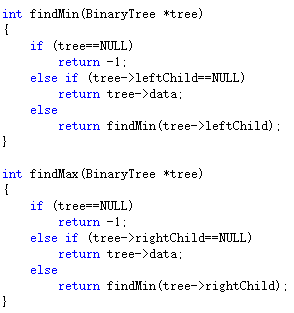 int findMin(BinaryTree *tree)
{
    if (tree==NULL)
        return -1;
    else if (tree->leftChild==NULL)
        return tree->data;
    else
        return findMin(tree->leftChild);
}

int findMax(BinaryTree *tree)
{
    if (tree==NULL)
        return -1;
    else if (tree->rightChild==NULL)
        return tree->data;
    else
        return findMin(tree->rightChild);
}